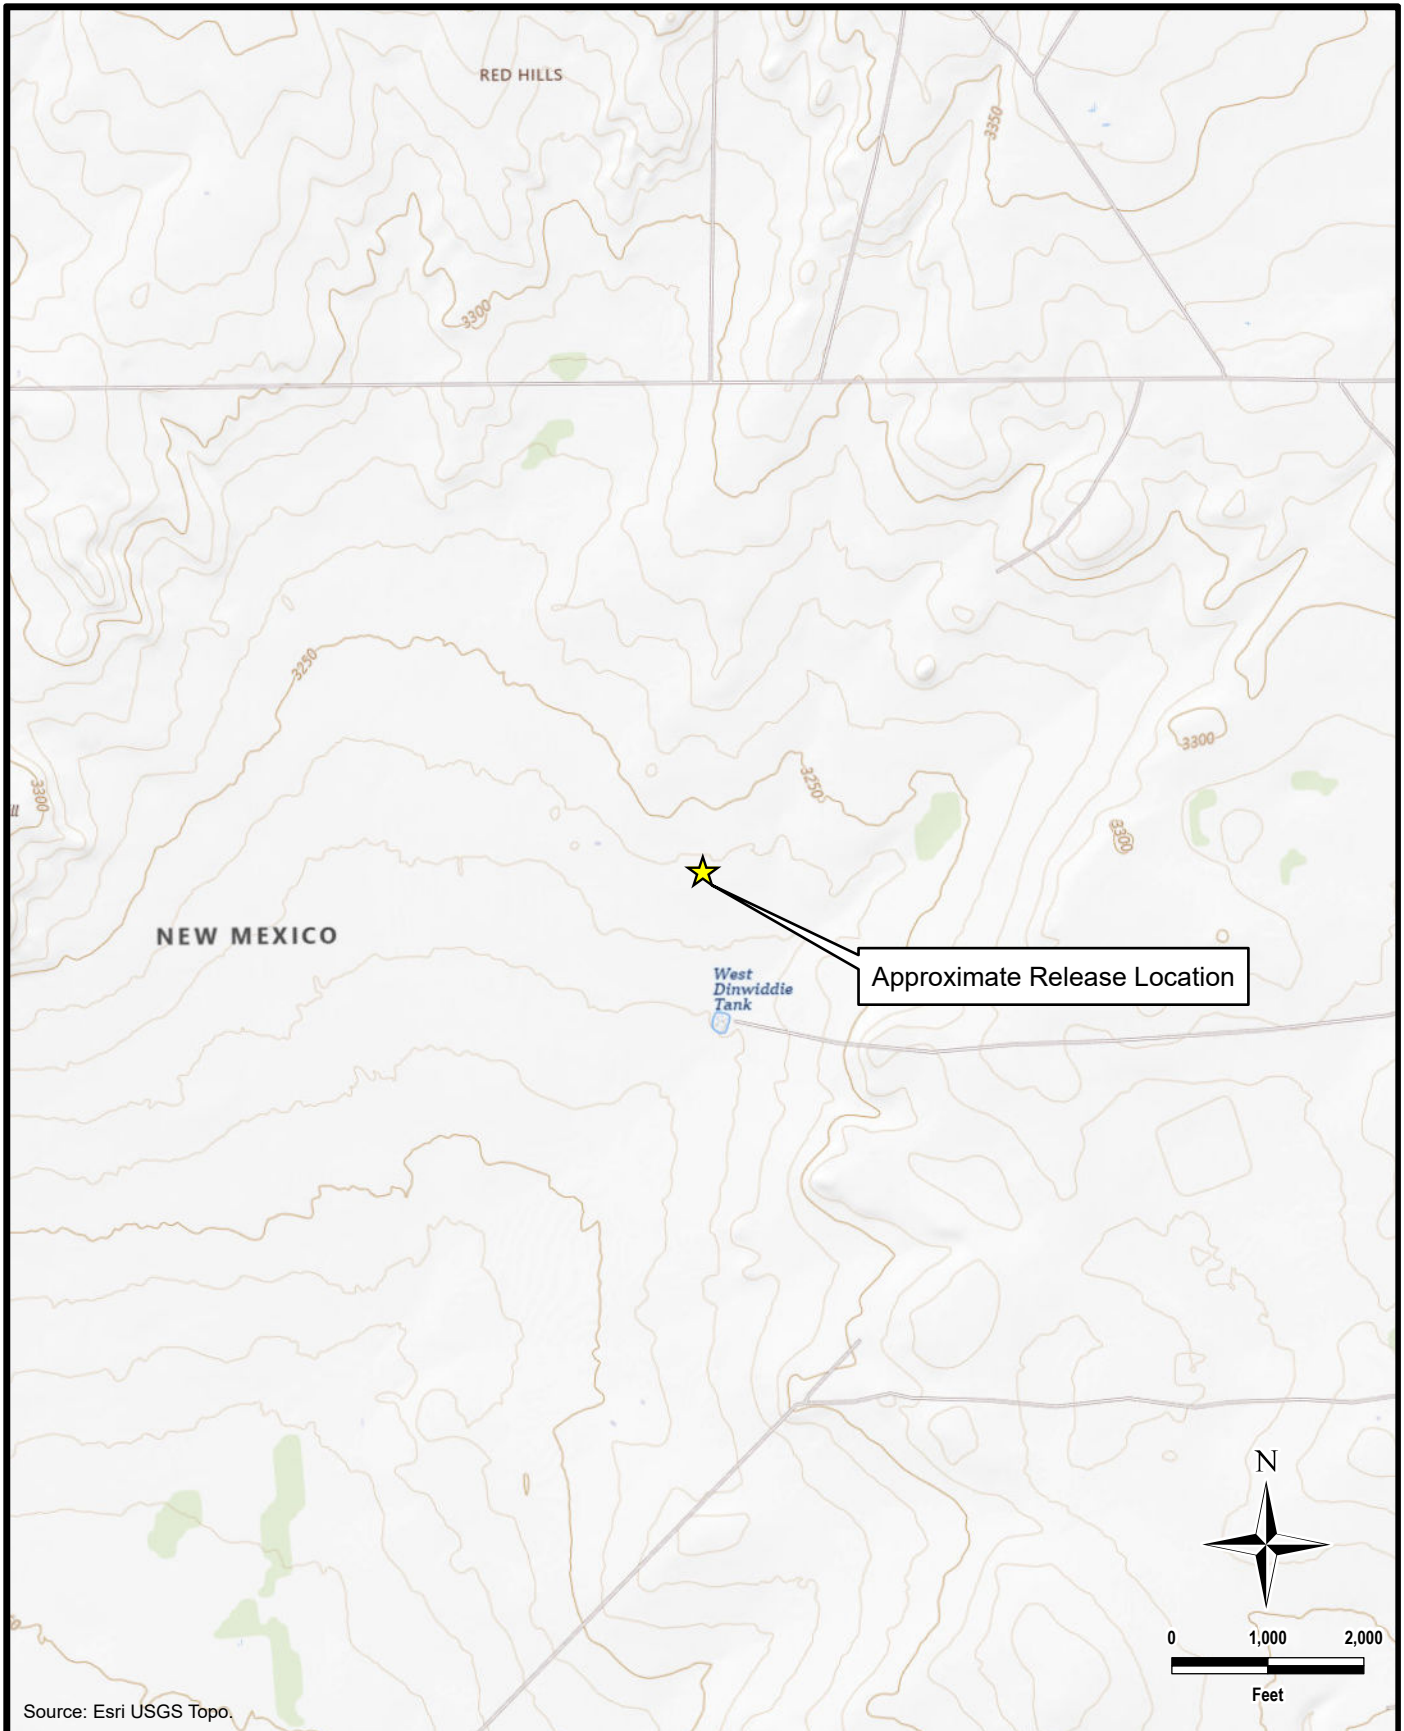 RED HILLS
3350
3300
3250
3300
3250
3300
ll
3300
NEW MEXICO
West
Dinwiddie
Tank
Approximate Release Location
N
0 1,000 2,000
Feet
Source: Esri USGS Topo.